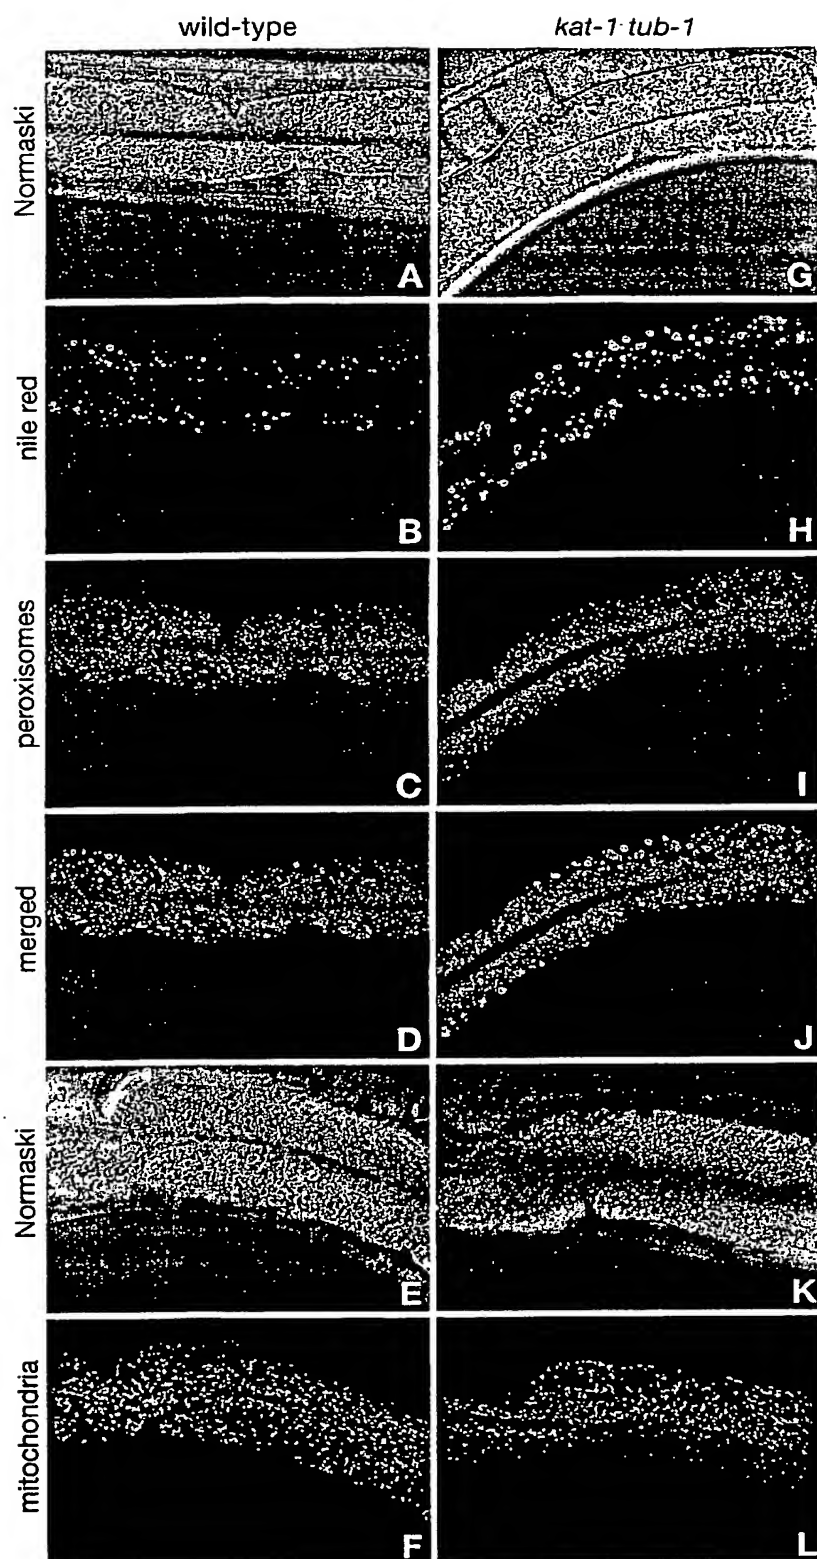 wild-type kat-1 tub-1
Normaski
A G
nile red
B H
peroxisomes
C I
merged
D J
Normaski
E K
mitochondria
F L